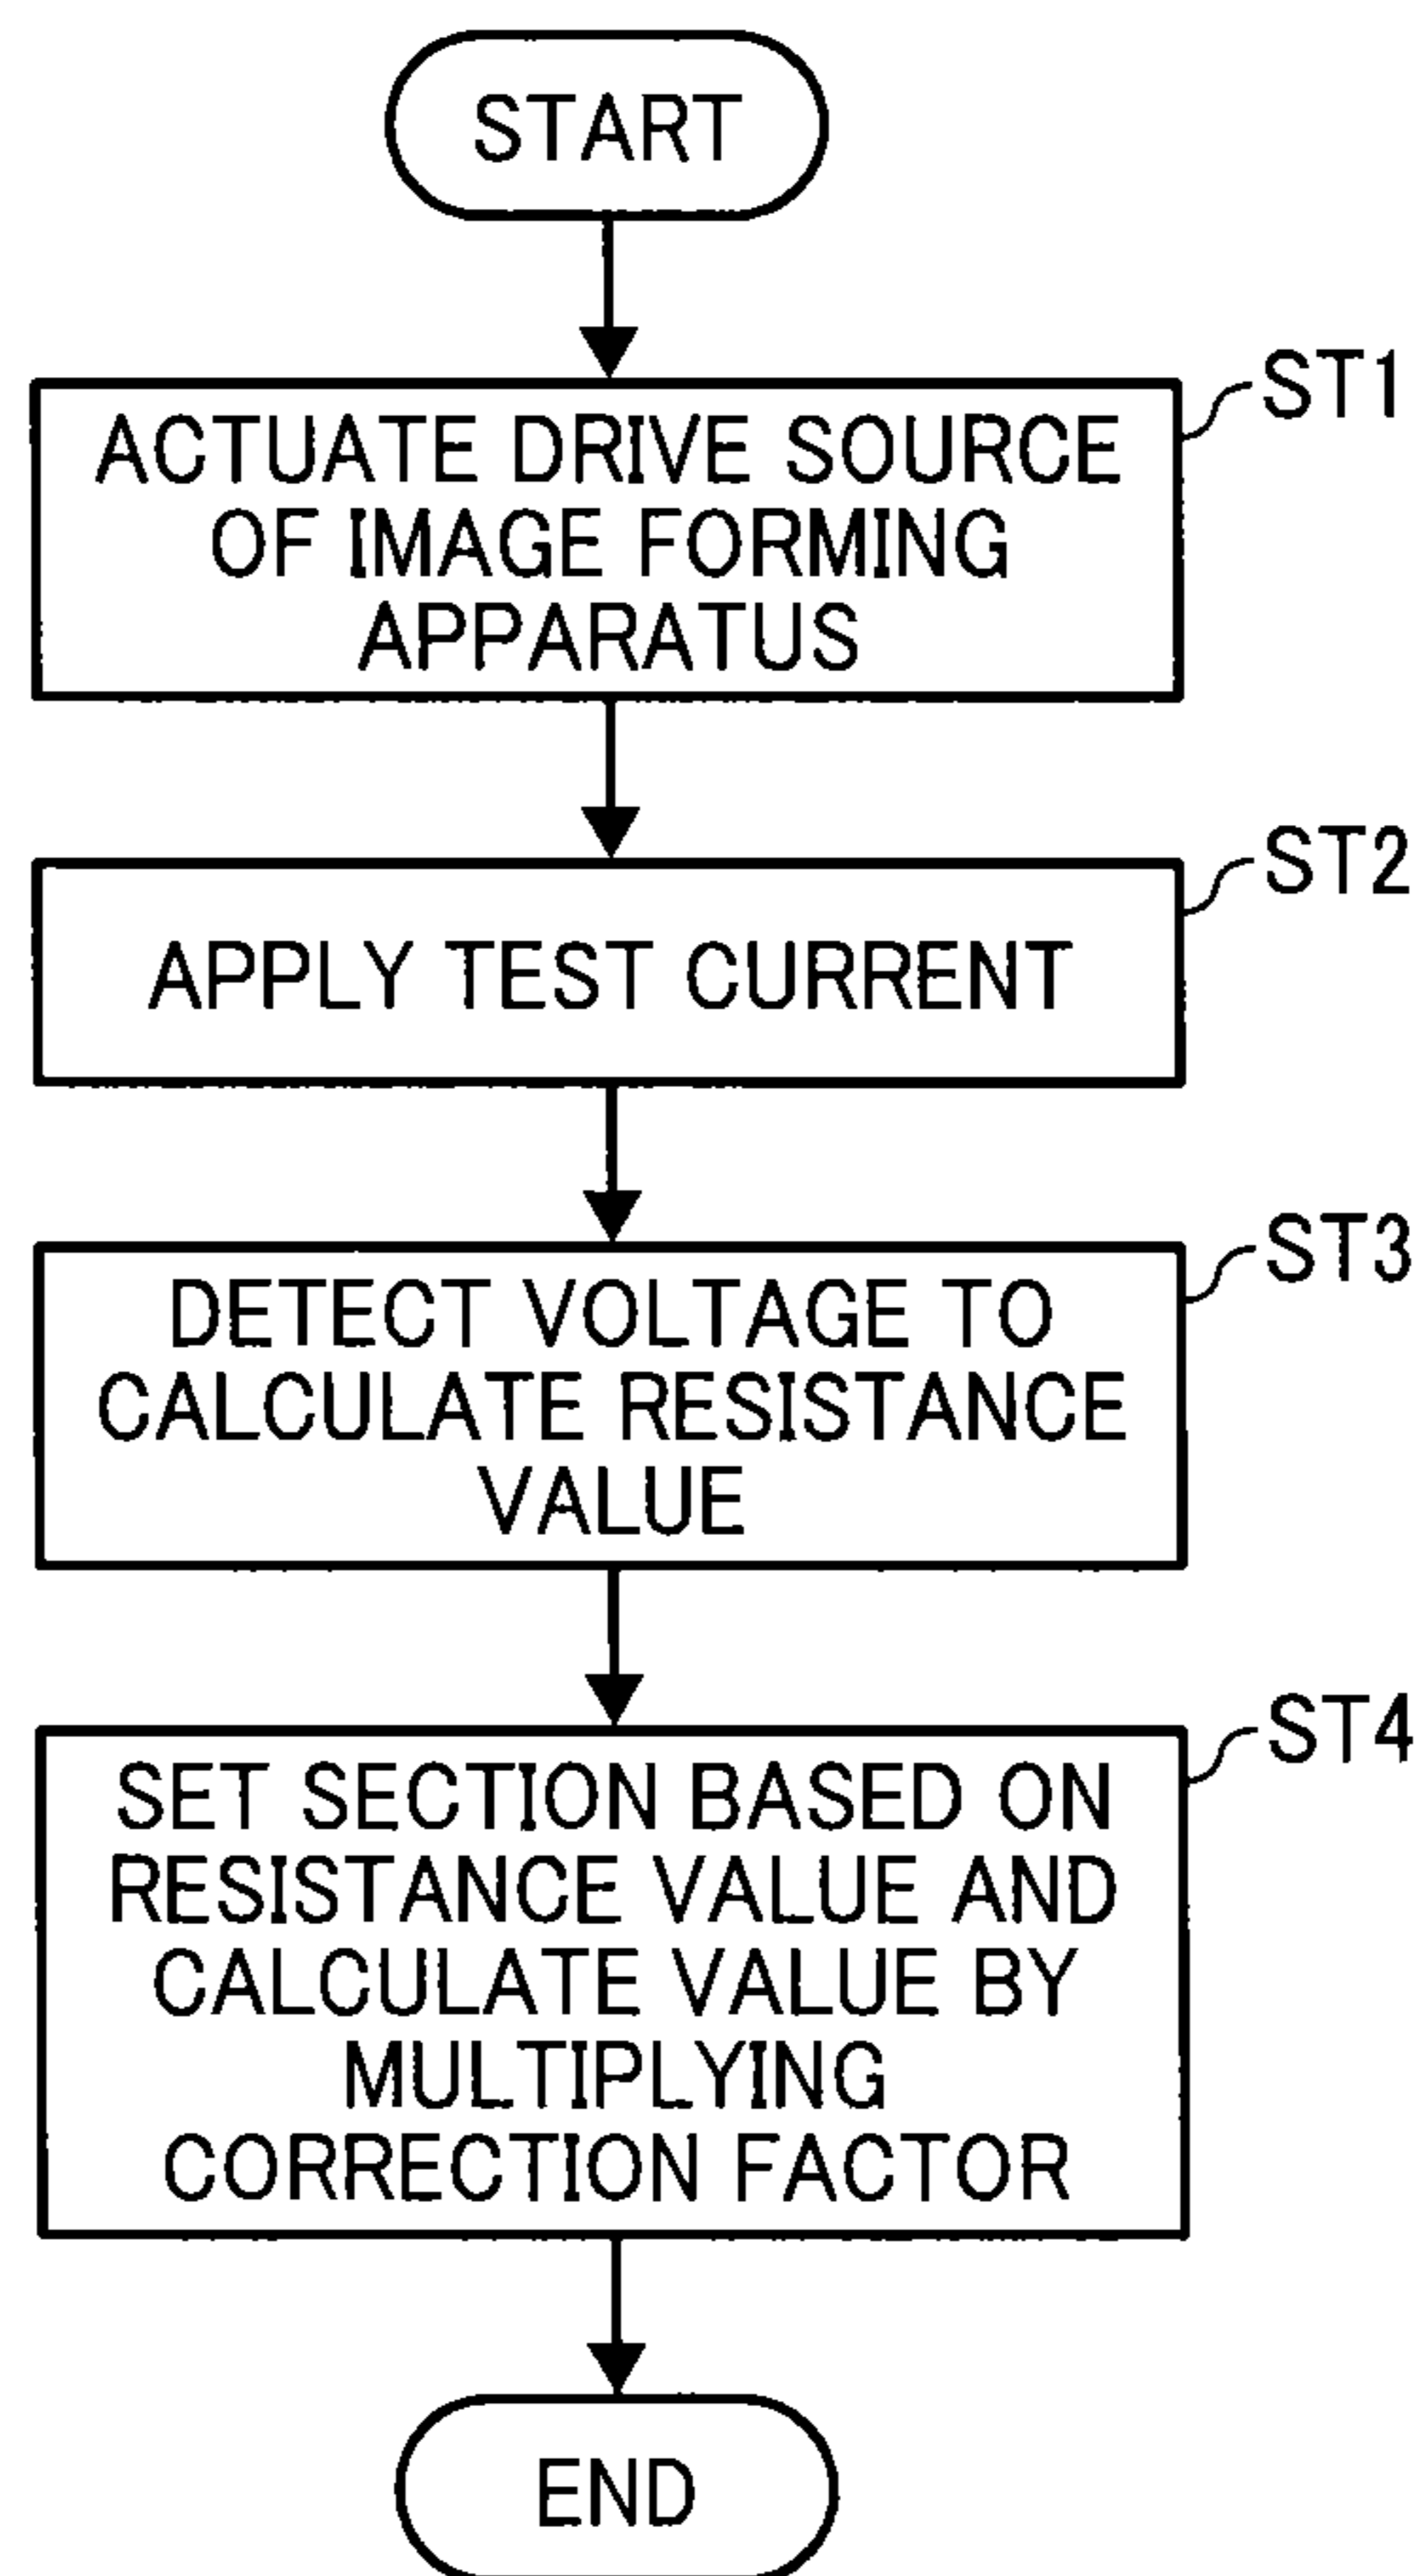 START
ST1
ACTUATE DRIVE SOURCE
OF IMAGE FORMING
APPARATUS
ST2
APPLY TEST CURRENT
ST3
DETECT VOLTAGE TO
CALCULATE RESISTANCE
VALUE
ST4
SET SECTION BASED ON
RESISTANCE VALUE AND
CALCULATE VALUE BY
MULTIPLYING
CORRECTION FACTOR
END